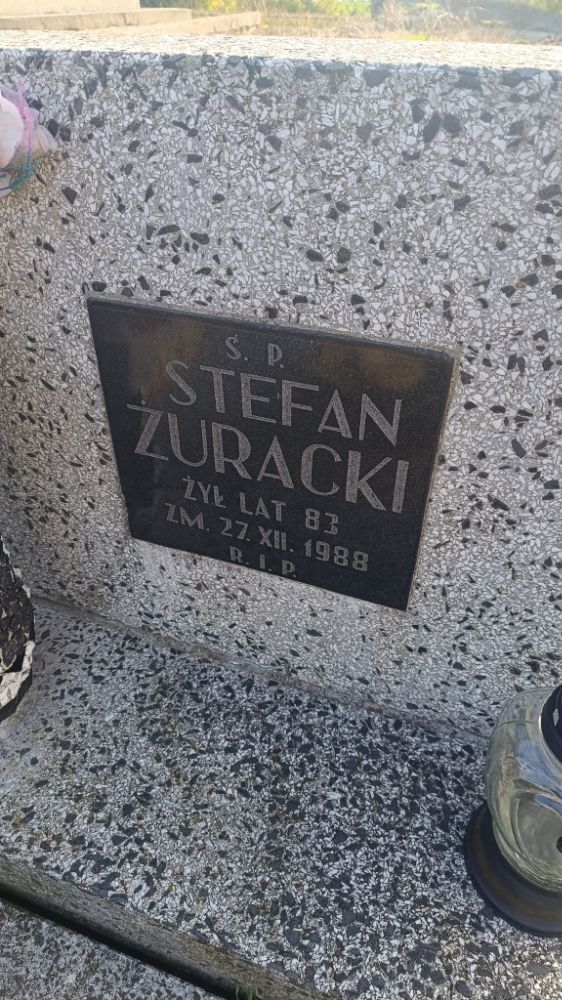 Ś. P.
STEFAN
ŻURACKI
ŻYŁ LAT 83
ZM. 27. XII. 1988
R. I. P.